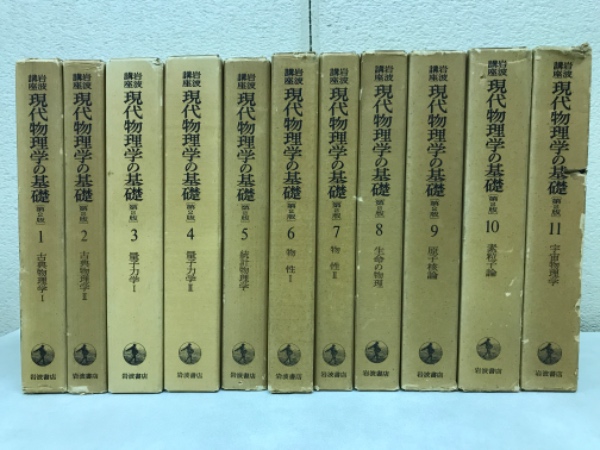 岩波講座
現代物理学の基礎
[第2版]
1
古典物理学 I
岩波書店
岩波講座
現代物理学の基礎
[第2版]
2
古典物理学 II
岩波書店
岩波講座
現代物理学の基礎
[第2版]
3
量子力学 I
岩波書店
岩波講座
現代物理学の基礎
[第2版]
4
量子力学 II
岩波書店
岩波講座
現代物理学の基礎
[第2版]
5
統計物理学
岩波書店
岩波講座
現代物理学の基礎
[第2版]
6
物性 I
岩波書店
岩波講座
現代物理学の基礎
[第2版]
7
物性 II
岩波書店
岩波講座
現代物理学の基礎
[第2版]
8
生命の物理
岩波書店
岩波講座
現代物理学の基礎
[第2版]
9
原子核論
岩波書店
岩波講座
現代物理学の基礎
[第2版]
10
素粒子論
岩波書店
岩波講座
現代物理学の基礎
[第2版]
11
宇宙物理学
岩波書店